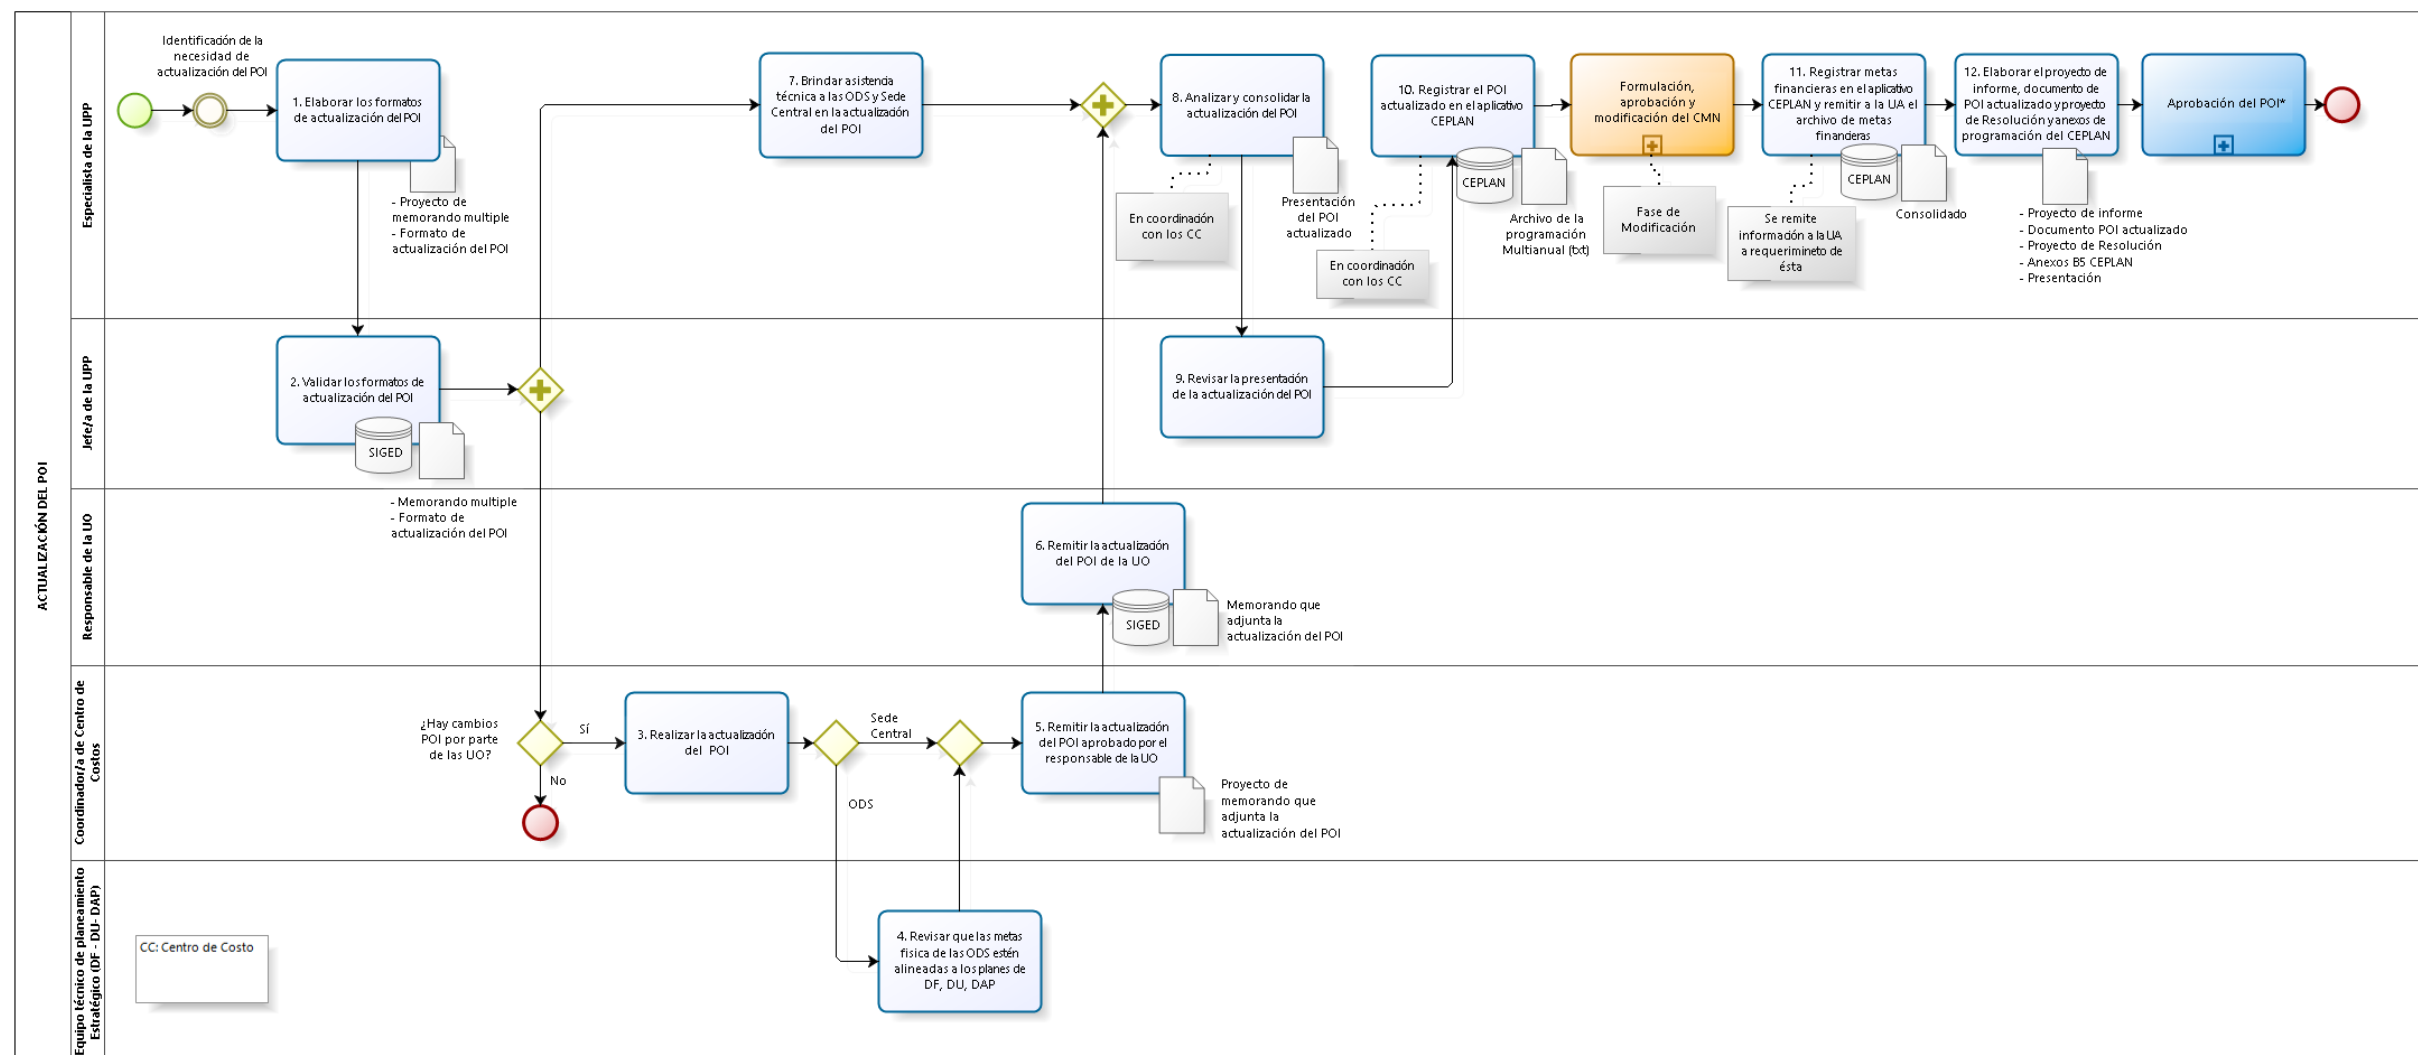 ACTUALIZACIÓN DEL POI
Especialista de la UPP
Identificación de la
necesidad de
actualización del POI
1. Elaborar los formatos
de actualización del POI
- Proyecto de
memorando multiple
- Formato de
actualización del POI
7. Brindar asistencia
técnica a las ODS y Sede
Central en la actualización
del POI
8. Analizar y consolidar la
actualización del POI
En coordinación
con los CC
Presentación
del POI
actualizado
10. Registrar el POI
actualizado en el aplicativo
CEPLAN
CEPLAN
En coordinación
con los CC
Archivo de la
programación
Multianual (txt)
Formulación,
aprobación y
modificación del CMN
Fase de
Modificación
11. Registrar metas
financieras en el aplicativo
CEPLAN y remitir a la UA el
archivo de metas
financieras
CEPLAN
Consolidado
Se remite
información a la UA
a requerimineto de
ésta
12. Elaborar el proyecto de
informe, documento de
POI actualizado y proyecto
de Resolución y anexos de
programación del CEPLAN
- Proyecto de informe
- Documento POI actualizado
- Proyecto de Resolución
- Anexos B5 CEPLAN
- Presentación
Aprobación del POI*
Jefe/a de la UPP
2. Validar los formatos de
actualización del POI
SIGED
- Memorando multiple
- Formato de
actualización del POI
9. Revisar la presentación
de la actualización del POI
Responsable de la UO
6. Remitir la actualización
del POI de la UO
SIGED
Memorando que
adjunta la
actualización del POI
Coordinador/a de Centro de
Costos
¿Hay cambios
POI por parte
de las UO?
Sí
No
3. Realizar la actualización
del POI
Sede
Central
ODS
5. Remitir la actualización
del POI aprobado por el
responsable de la UO
Proyecto de
memorando que
adjunta la
actualización del POI
Equipo técnico de planeamiento
Estratégico (DF - DU- DAP)
CC: Centro de Costo
4. Revisar que las metas
fisica de las ODS estén
alineadas a los planes de
DF, DU, DAP